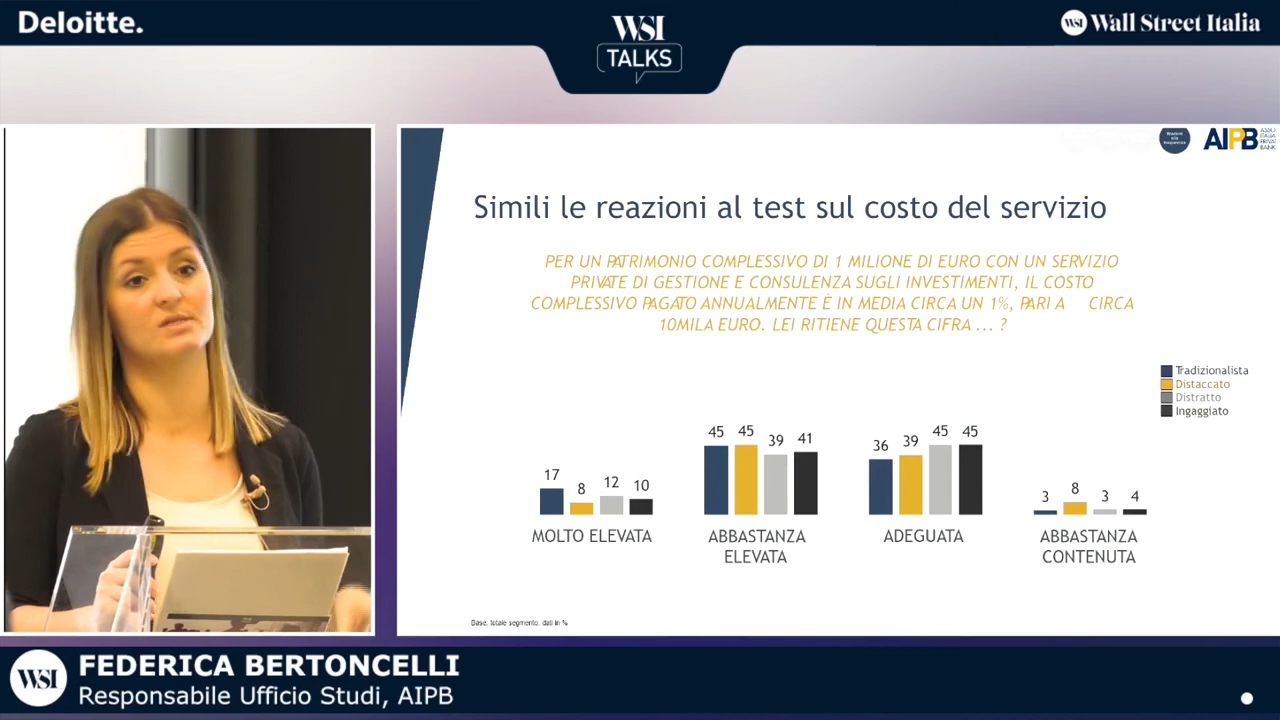 Deloitte.
WSI
TALKS
WSI Wall Street Italia
AIPB
Simili le reazioni al test sul costo del servizio
PER UN PATRIMONIO COMPLESSIVO DI 1 MILIONE DI EURO CON UN SERVIZIO
PRIVATE DI GESTIONE E CONSULENZA SUGLI INVESTIMENTI, IL COSTO
COMPLESSIVO PAGATO ANNUALMENTE È IN MEDIA CIRCA UN 1%, PARI A CIRCA
10MILA EURO. LEI RITIENE QUESTA CIFRA ... ?
Tradizionalista
Distaccato
Distratto
Ingaggiato
17 8 12 10
45 45 39 41
36 39 45 45
3 8 3 4
MOLTO ELEVATA
ABBASTANZA
ELEVATA
ADEGUATA
ABBASTANZA
CONTENUTA
Base: totale segmento, dati in %
WSI
FEDERICA BERTONCELLI
Responsabile Ufficio Studi, AIPB